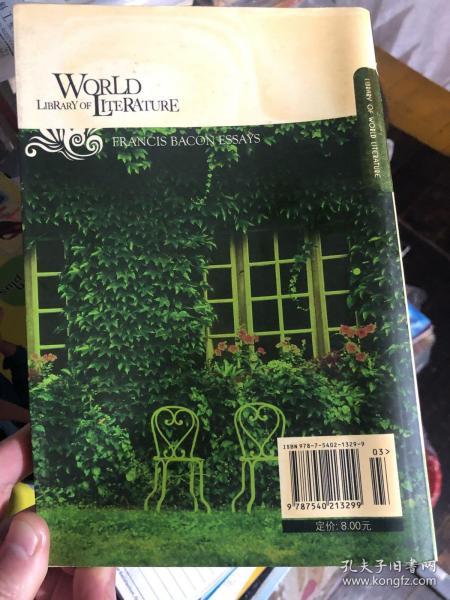 WORLD
LIBRARY OF LITERATURE
FRANCIS BACON ESSAYS
LIBRARY OF WORLD LITERATURE
ISBN 978-7-5402-1329-9
03>
9 787540 213299
定价: 8.00元
孔夫子旧书网
www.kongfz.com